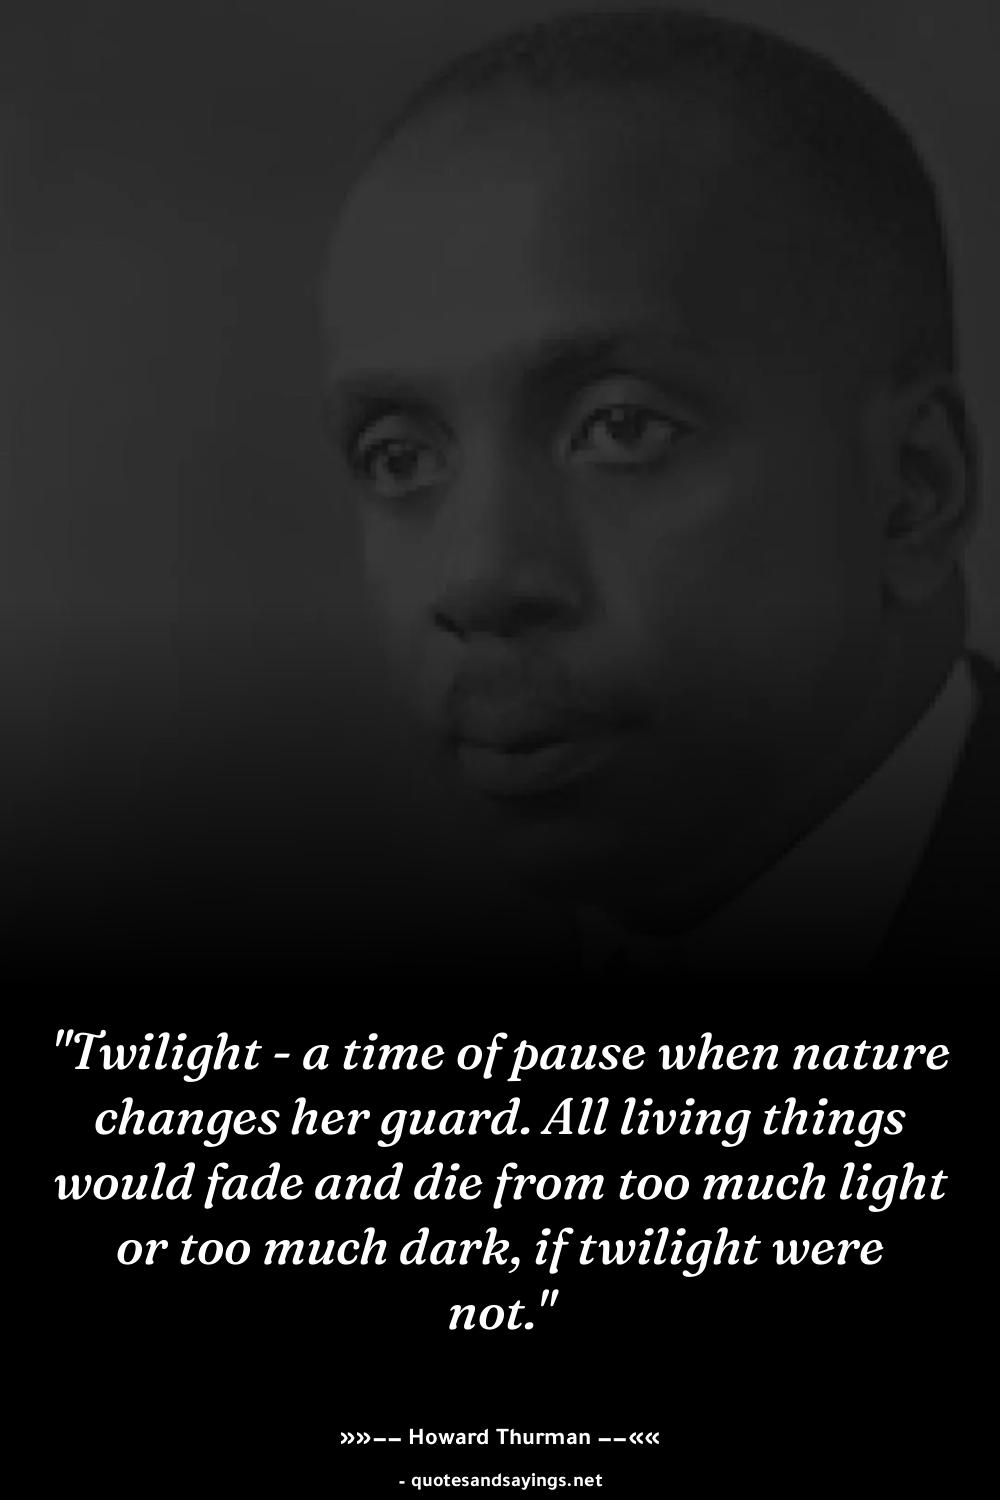 "Twilight - a time of pause when nature
changes her guard. All living things
would fade and die from too much light
or too much dark, if twilight were
not."
»»–– Howard Thurman ––««
- quotesandsayings.net